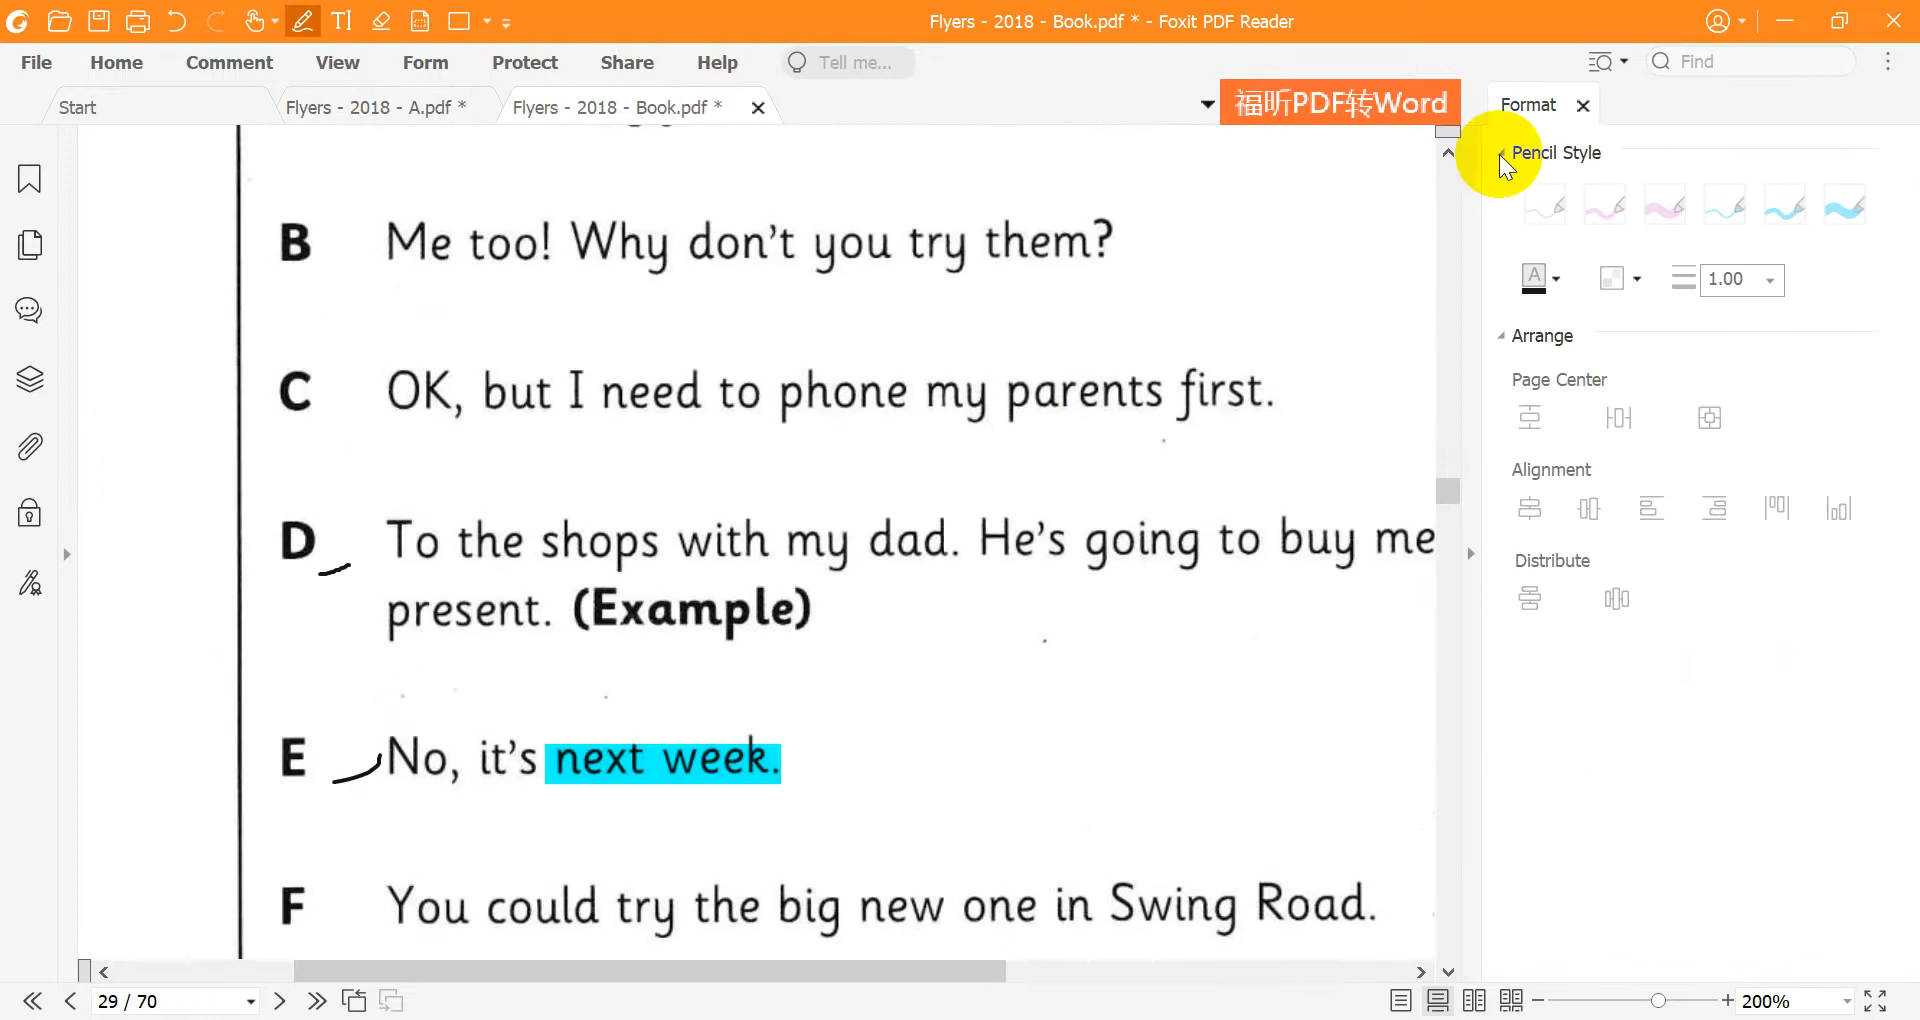 Flyers - 2018 - Book.pdf * - Foxit PDF Reader
File Home Comment View Form Protect Share Help Tell me... Find
Start Flyers - 2018 - A.pdf * Flyers - 2018 - Book.pdf * 福昕PDF转Word Format
Pencil Style
1.00
Arrange
Page Center
Alignment
Distribute
B Me too! Why don't you try them?
C OK, but I need to phone my parents first.
D To the shops with my dad. He's going to buy me
present. (Example)
E No, it's next week.
F You could try the big new one in Swing Road.
29 / 70 200%